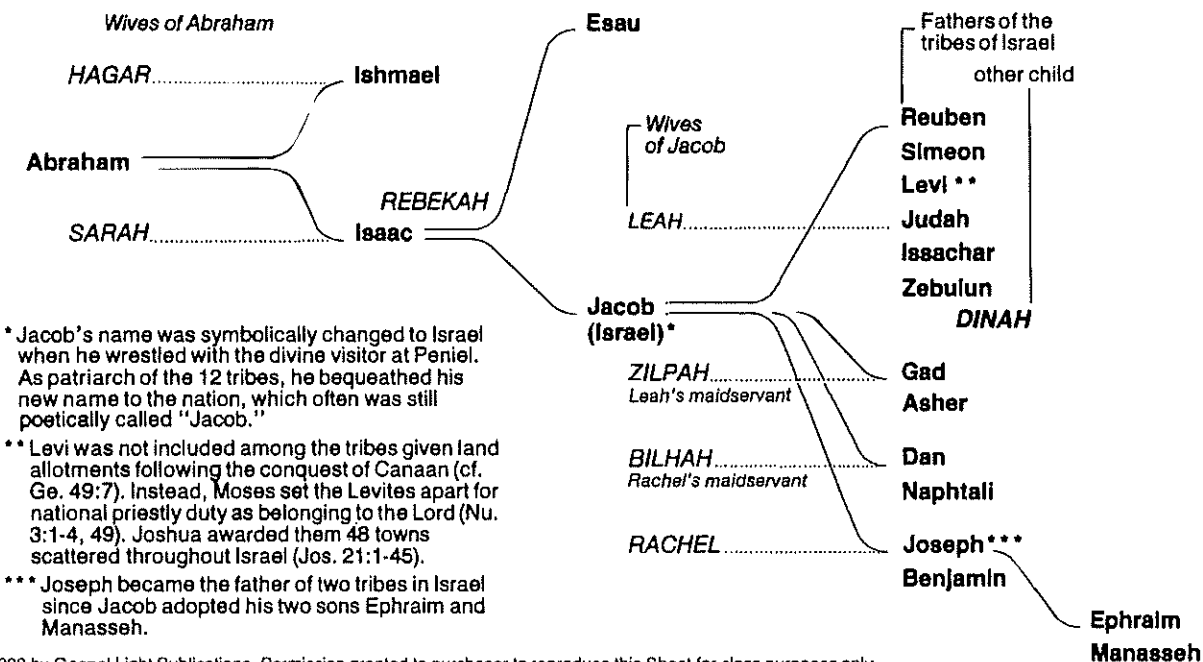 Wives of Abraham
HAGAR
Ishmael
Abraham
SARAH
Isaac
REBEKAH
Esau
Jacob
(Israel)*
Wives
of Jacob
LEAH
ZILPAH
Leah's maidservant
BILHAH
Rachel's maidservant
RACHEL
Fathers of the
tribes of Israel
other child
Reuben
Simeon
Levi **
Judah
Issachar
Zebulun
DINAH
Gad
Asher
Dan
Naphtali
Joseph***
Benjamin
Ephraim
Manasseh
* Jacob's name was symbolically changed to Israel
when he wrestled with the divine visitor at Peniel.
As patriarch of the 12 tribes, he bequeathed his
new name to the nation, which often was still
poetically called "Jacob."
** Levi was not included among the tribes given land
allotments following the conquest of Canaan (cf.
Ge. 49:7). Instead, Moses set the Levites apart for
national priestly duty as belonging to the Lord (Nu.
3:1-4, 49). Joshua awarded them 48 towns
scattered throughout Israel (Jos. 21:1-45).
*** Joseph became the father of two tribes in Israel
since Jacob adopted his two sons Ephraim and
Manasseh.
by Gospel Light Publications. Permission granted to purchaser to reproduce this Sheet for class purposes only.